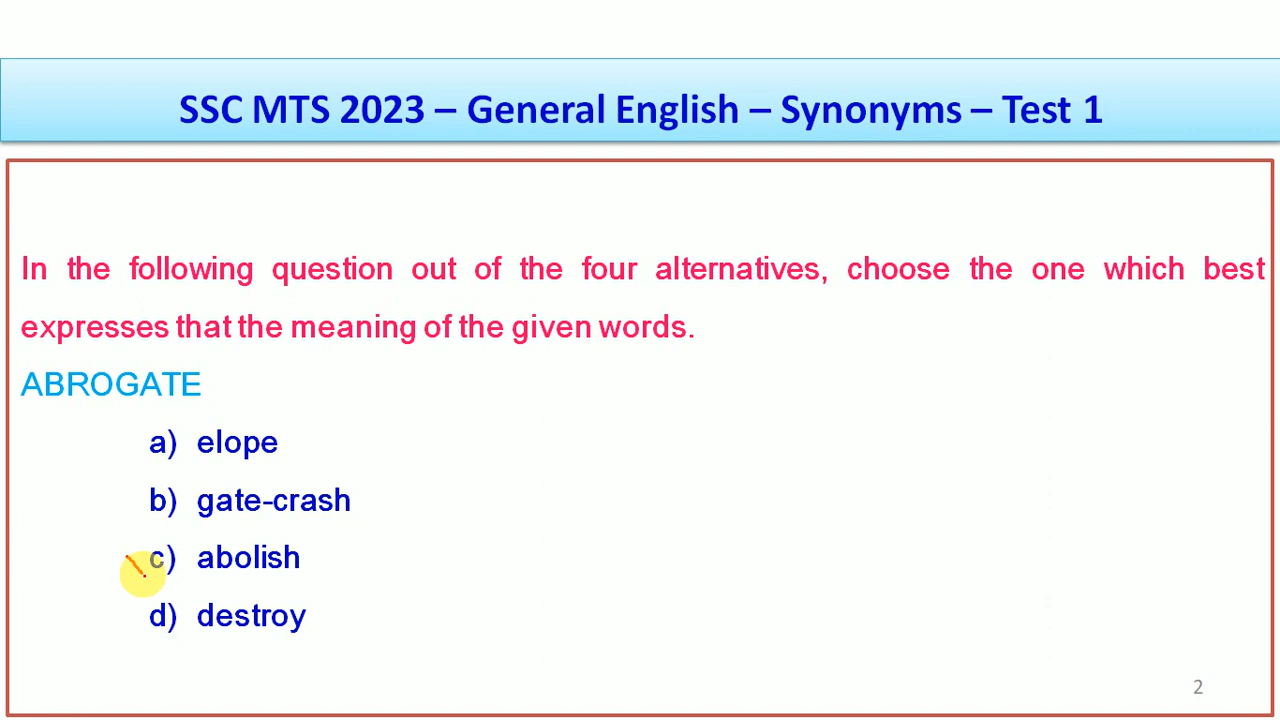 SSC MTS 2023 – General English – Synonyms – Test 1
In the following question out of the four alternatives, choose the one which best
expresses that the meaning of the given words.
ABROGATE
a) elope
b) gate-crash
c) abolish
d) destroy
2